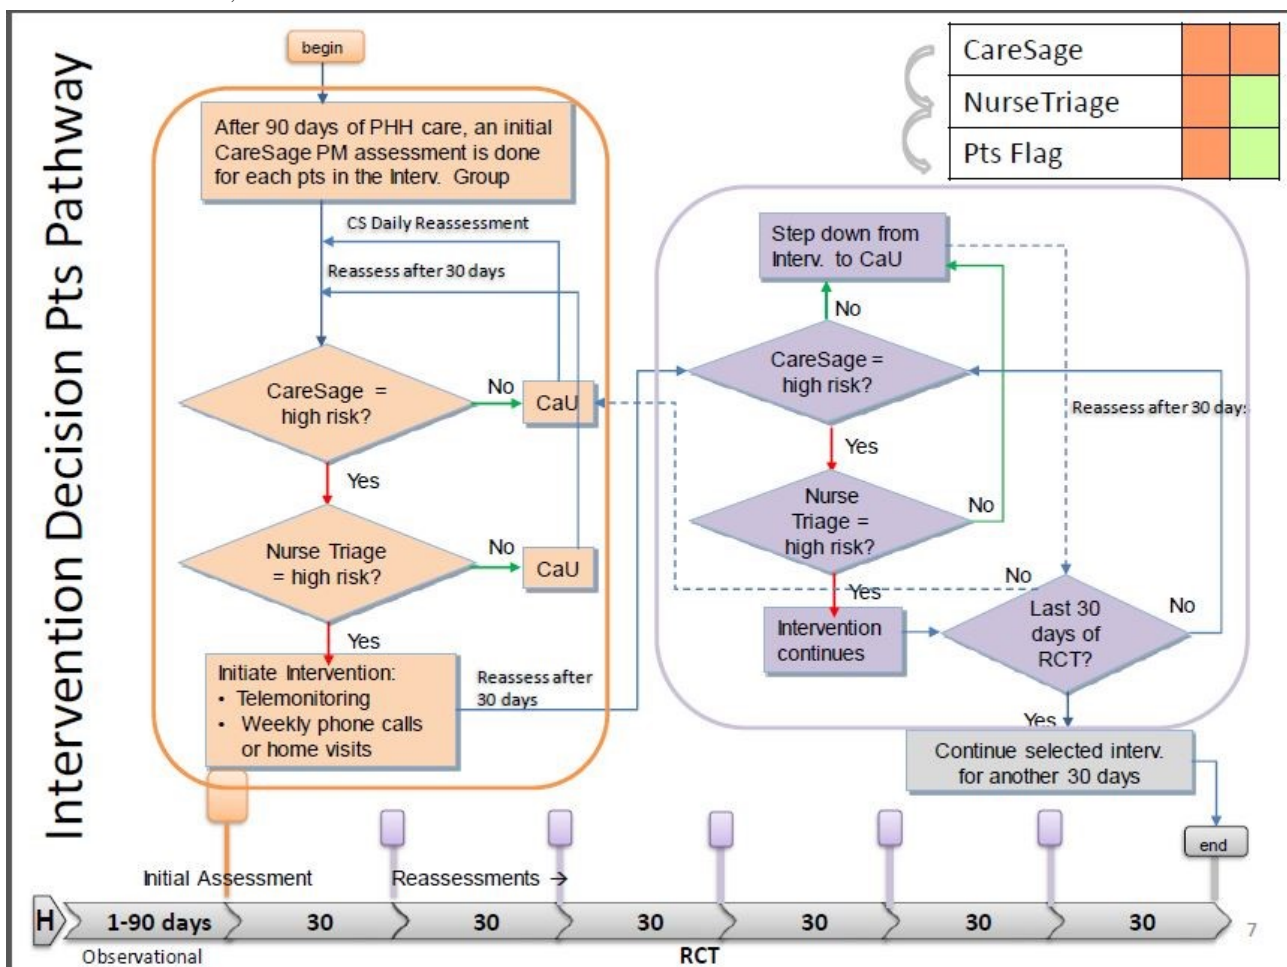 Intervention Decision Pts Pathway
begin
CareSage
NurseTriage
Pts Flag
After 90 days of PHH care, an initial
CareSage PM assessment is done
for each pts in the Interv. Group
CS Daily Reassessment
Reassess after 30 days
CareSage =
high risk?
No
CaU
Yes
Nurse Triage
= high risk?
No
CaU
Yes
Initiate Intervention:
• Telemonitoring
• Weekly phone calls
or home visits
Reassess after
30 days
Step down from
Interv. to CaU
No
CareSage =
high risk?
Reassess after 30 days
Yes
Nurse
Triage =
high risk?
No
Yes
Intervention
continues
No
Last 30
days of
RCT?
No
Yes
Continue selected interv.
for another 30 days
end
Initial Assessment
Reassessments →
H
1-90 days
30
30
30
30
30
30
7
Observational
RCT